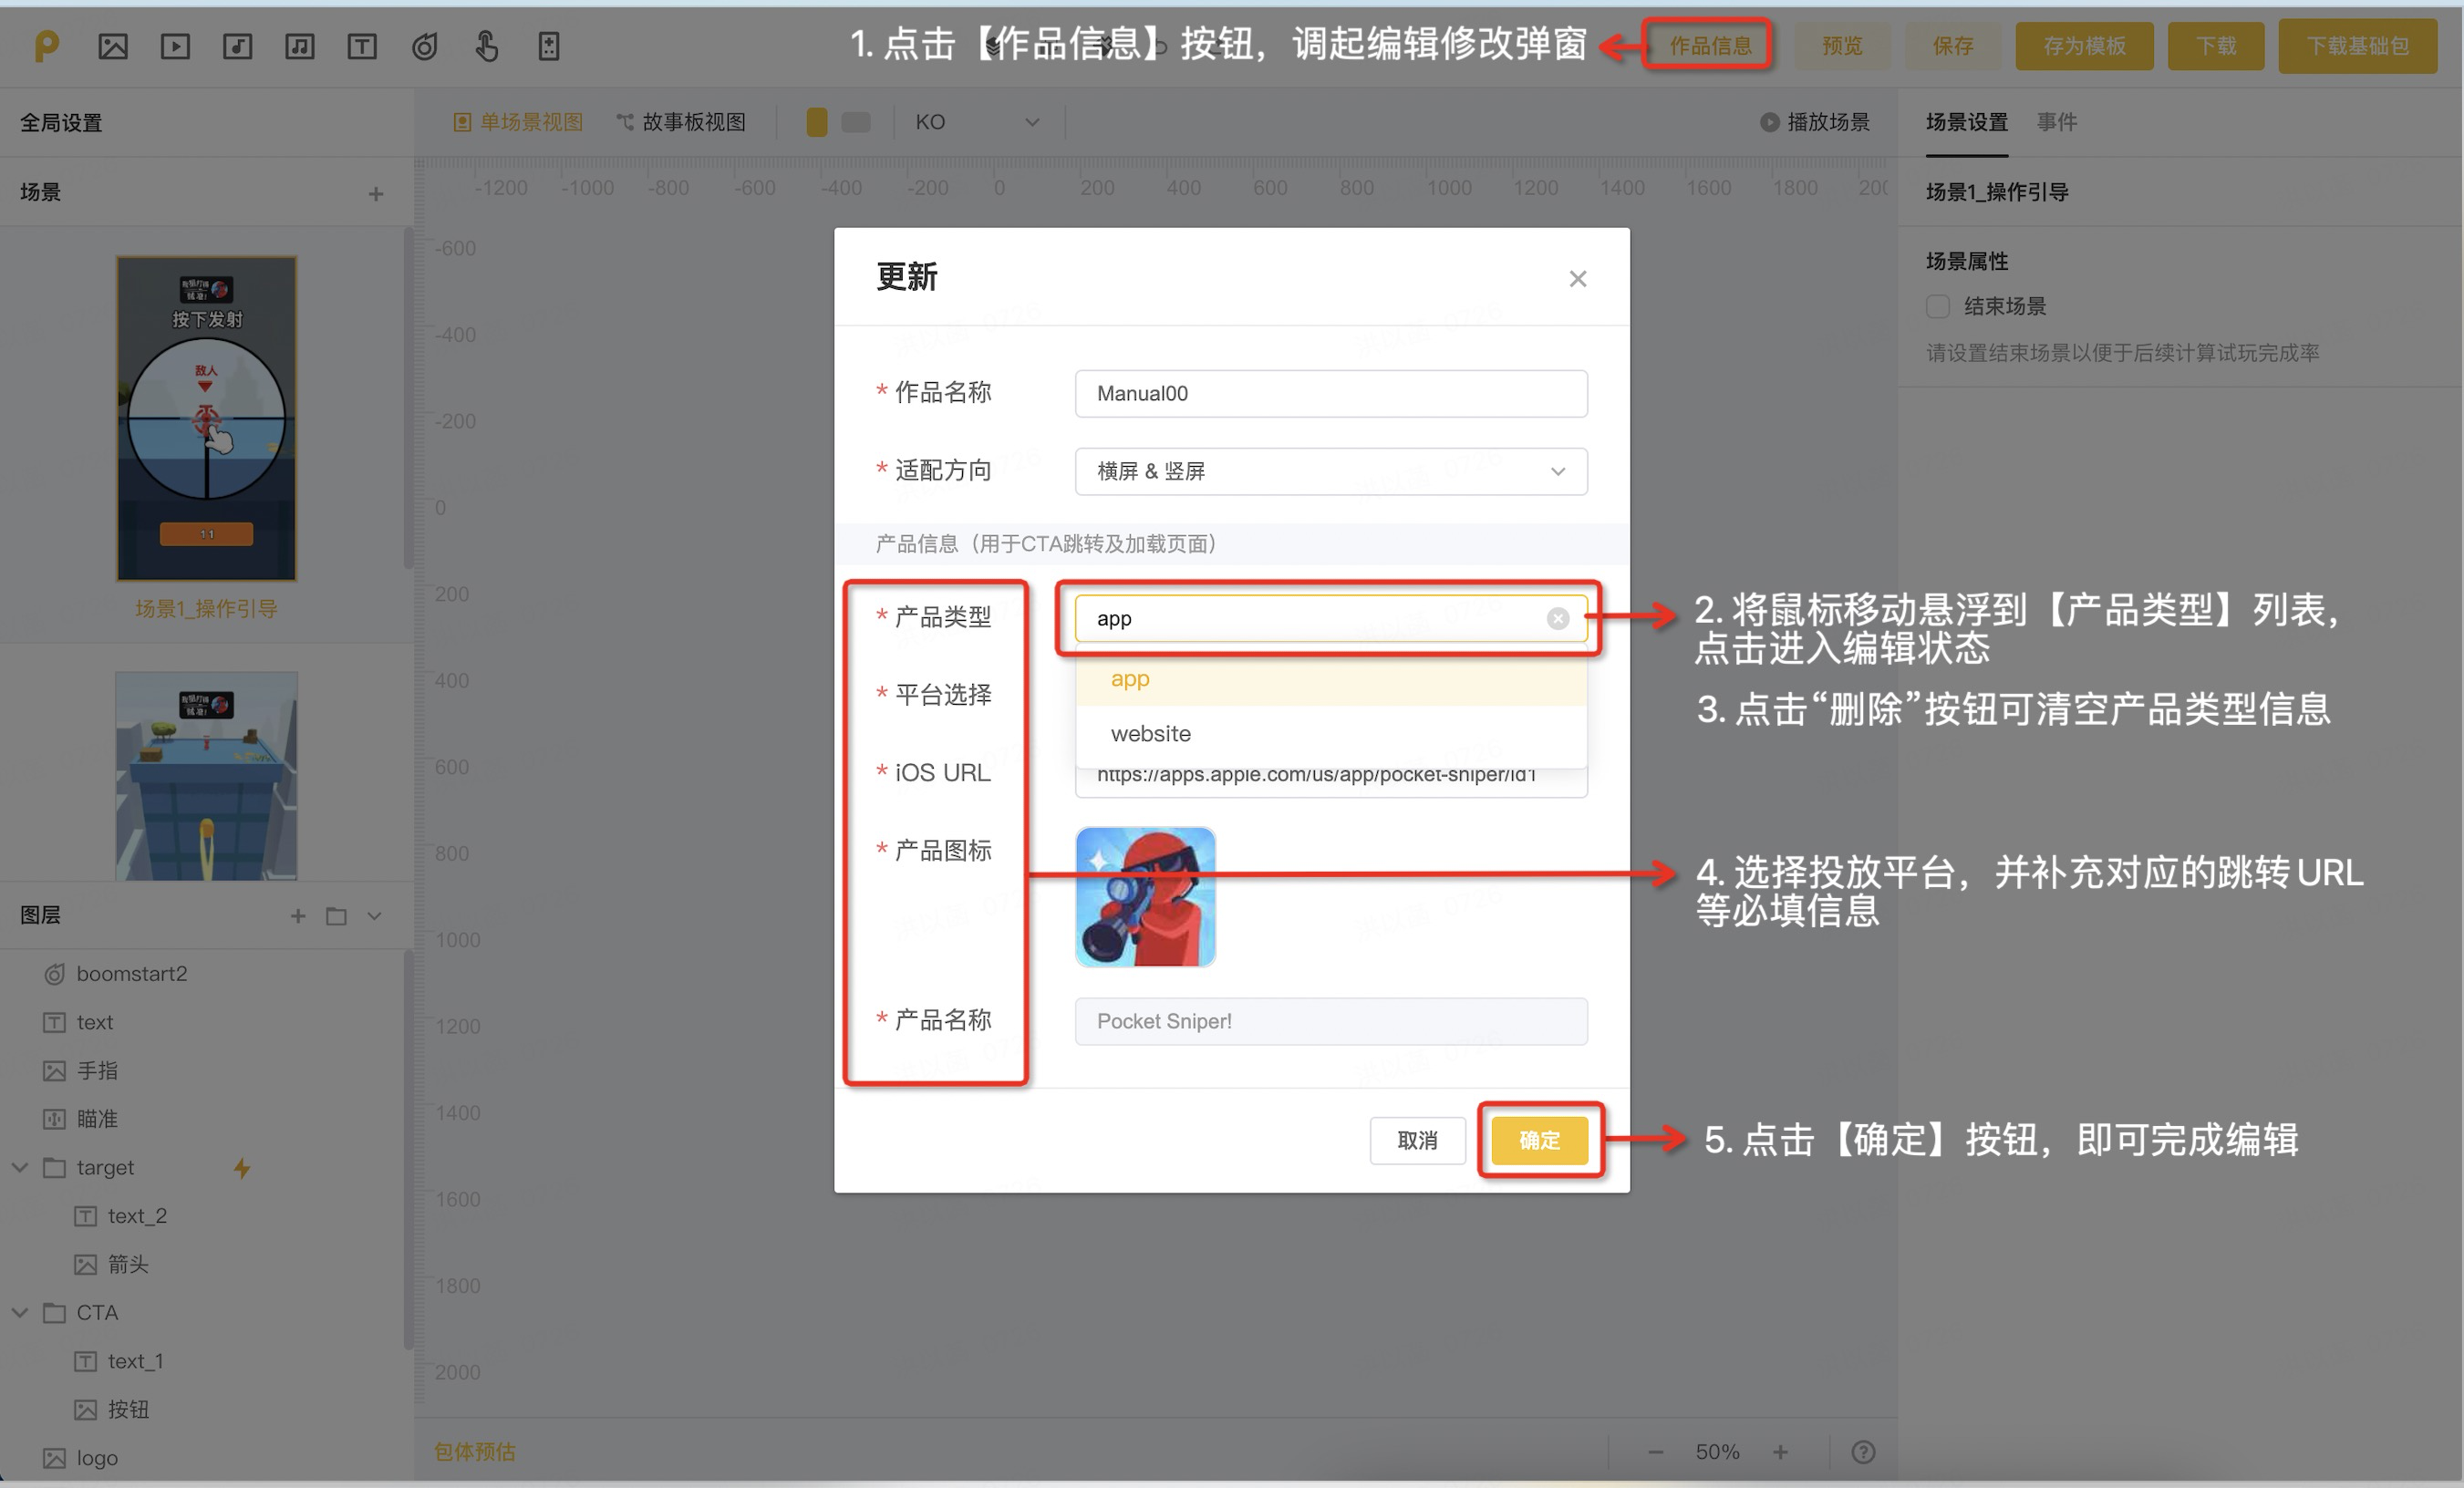 1. 点击【作品信息】按钮，调起编辑修改弹窗
作品信息
预览
保存
存为模板
下载
下载基础包
全局设置
单场景视图
故事板视图
KO
播放场景
场景设置
事件
场景
-1200 -1000 -800 -600 -400 -200 0 200 400 600 800 1000 1200 1400 1600 1800
场景1_操作引导
场景属性
结束场景
请设置结束场景以便于后续计算试玩完成率
按下发射
敌人
11
场景1_操作引导
-600
-400
-200
0
200
400
600
800
1000
1200
1400
1600
1800
2000
更新
* 作品名称
Manual00
* 适配方向
横屏 & 竖屏
产品信息（用于CTA跳转及加载页面）
* 产品类型
app
app
website
* 平台选择
* iOS URL
https://apps.apple.com/us/app/pocket-sniper/id1
* 产品图标
* 产品名称
Pocket Sniper!
取消
确定
2. 将鼠标移动悬浮到【产品类型】列表，
点击进入编辑状态
3. 点击“删除”按钮可清空产品类型信息
4. 选择投放平台，并补充对应的跳转URL
等必填信息
5. 点击【确定】按钮，即可完成编辑
图层
boomstart2
text
手指
瞄准
target
text_2
箭头
CTA
text_1
按钮
logo
包体预估
50%